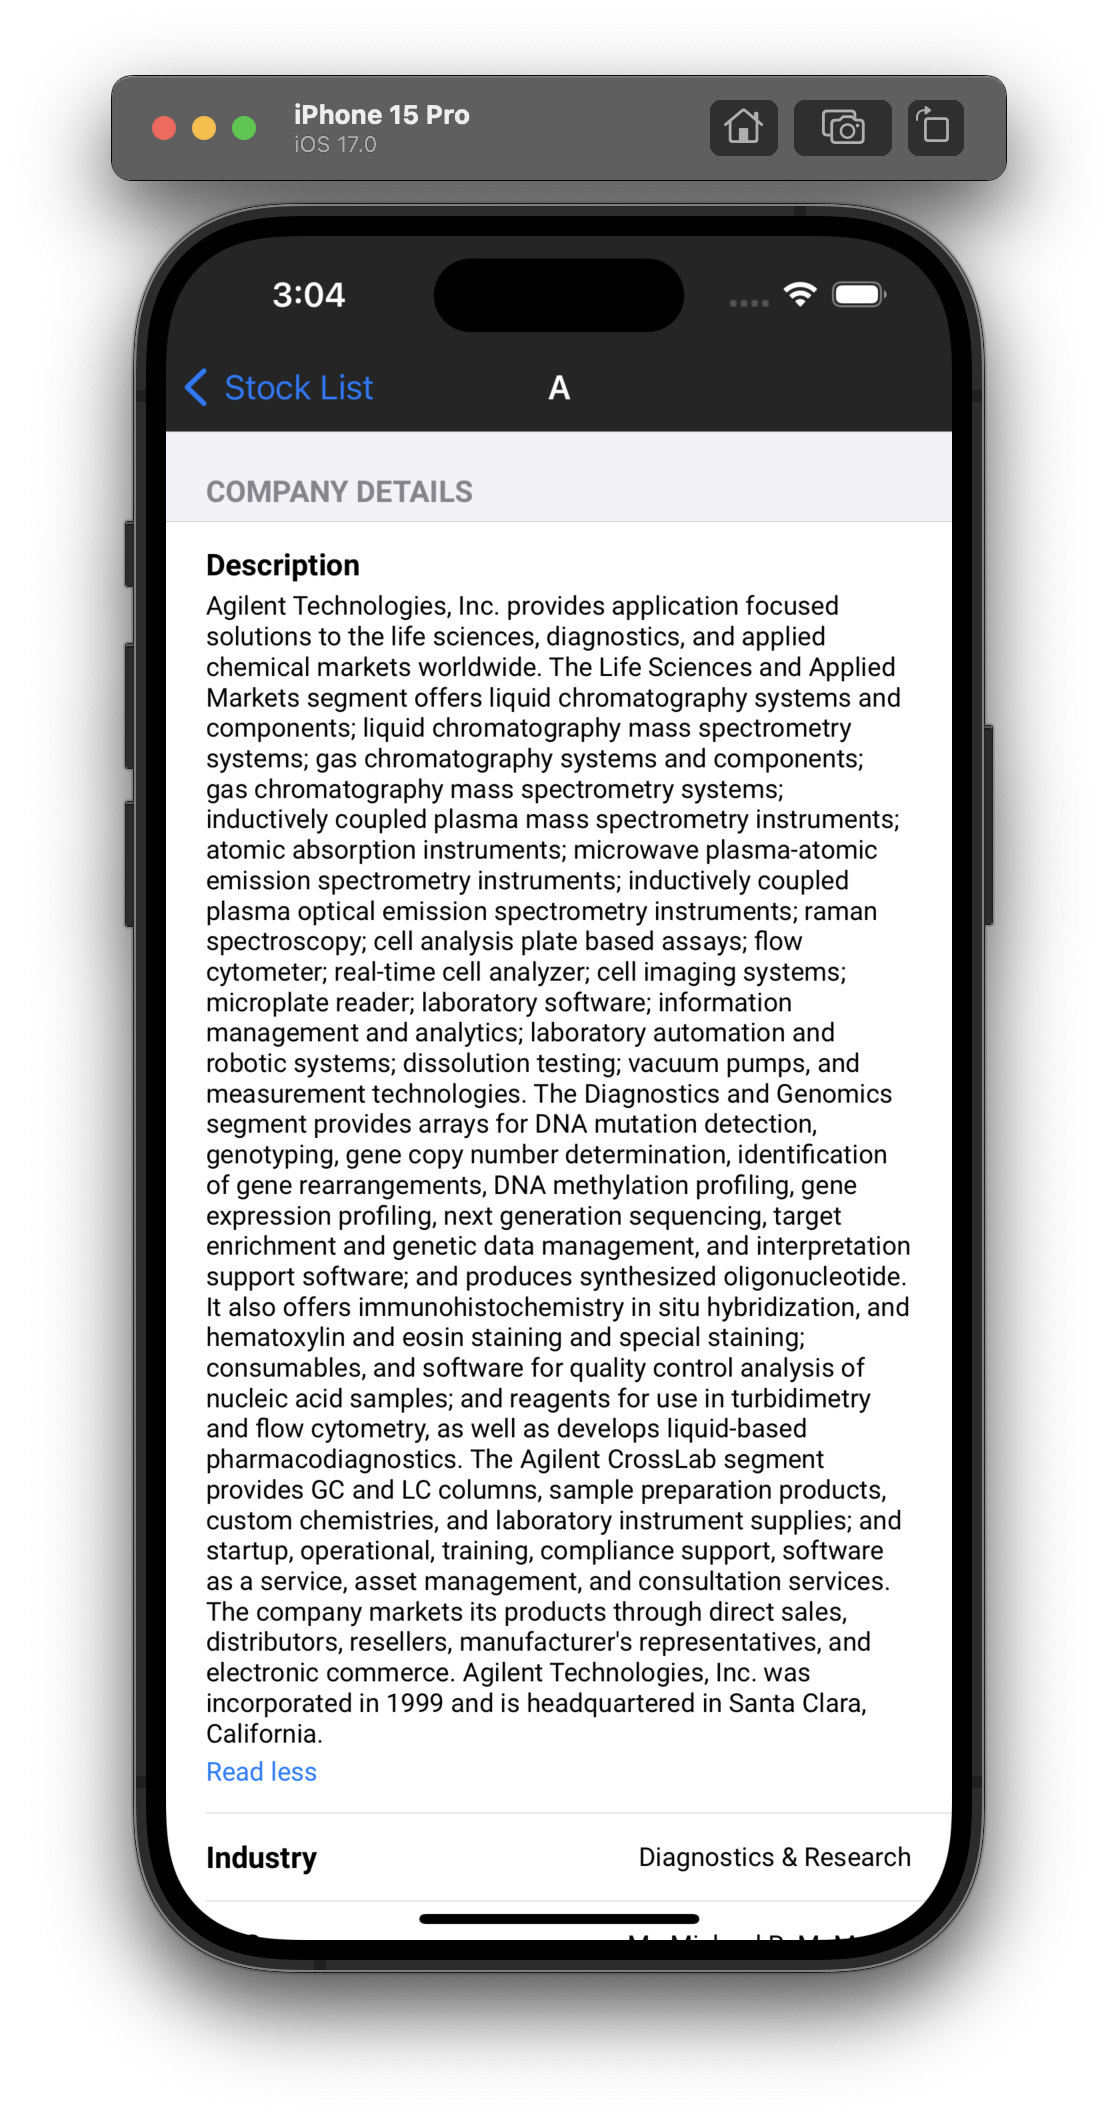 iPhone 15 Pro
iOS 17.0
3:04
Stock List
A
COMPANY DETAILS
Description
Agilent Technologies, Inc. provides application focused
solutions to the life sciences, diagnostics, and applied
chemical markets worldwide. The Life Sciences and Applied
Markets segment offers liquid chromatography systems and
components; liquid chromatography mass spectrometry
systems; gas chromatography systems and components;
gas chromatography mass spectrometry systems;
inductively coupled plasma mass spectrometry instruments;
atomic absorption instruments; microwave plasma-atomic
emission spectrometry instruments; inductively coupled
plasma optical emission spectrometry instruments; raman
spectroscopy; cell analysis plate based assays; flow
cytometer; real-time cell analyzer; cell imaging systems;
microplate reader; laboratory software; information
management and analytics; laboratory automation and
robotic systems; dissolution testing; vacuum pumps, and
measurement technologies. The Diagnostics and Genomics
segment provides arrays for DNA mutation detection,
genotyping, gene copy number determination, identification
of gene rearrangements, DNA methylation profiling, gene
expression profiling, next generation sequencing, target
enrichment and genetic data management, and interpretation
support software; and produces synthesized oligonucleotide.
It also offers immunohistochemistry in situ hybridization, and
hematoxylin and eosin staining and special staining;
consumables, and software for quality control analysis of
nucleic acid samples; and reagents for use in turbidimetry
and flow cytometry, as well as develops liquid-based
pharmacodiagnostics. The Agilent CrossLab segment
provides GC and LC columns, sample preparation products,
custom chemistries, and laboratory instrument supplies; and
startup, operational, training, compliance support, software
as a service, asset management, and consultation services.
The company markets its products through direct sales,
distributors, resellers, manufacturer's representatives, and
electronic commerce. Agilent Technologies, Inc. was
incorporated in 1999 and is headquartered in Santa Clara,
California.
Read less
Industry
Diagnostics & Research